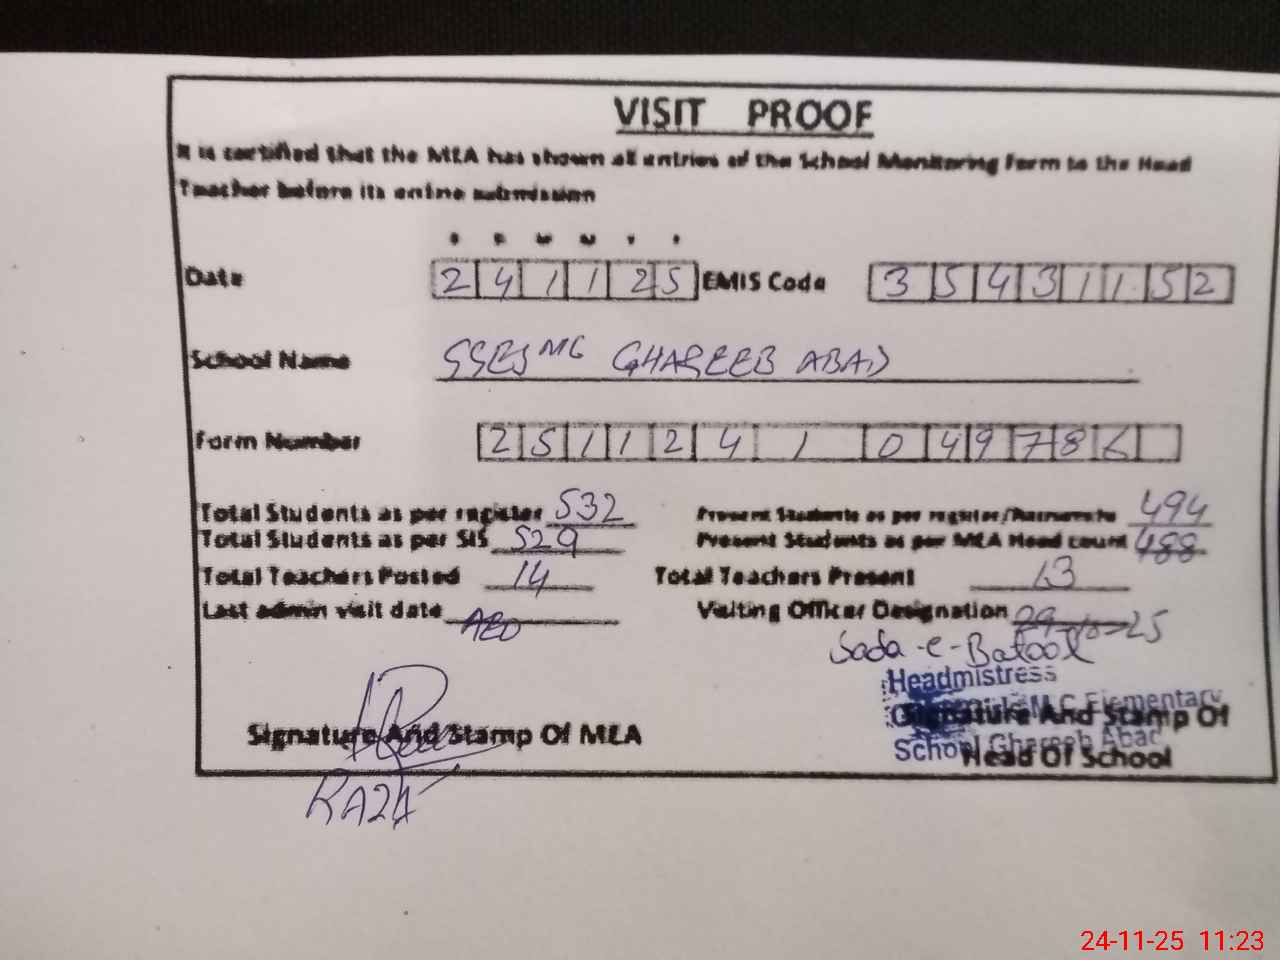 VISIT PROOF
It is certified that the MEA has shown all entries of the School Monitoring Form to the Head
Teacher before its online submission
D D M M Y Y
Date 2 4 1 1 2 5 EMIS Code 3 5 4 3 1 1 5 2
School Name GHAREEB ABAD
Form Number 2 5 1 1 2 4 1 0 4 9 7 8 6
Total Students as per register 532 Present Students as per register/
Total Students as per SIS 529 Present Students as per MEA Head count 488
494
Total Teachers Posted 14 Total Teachers Present 13
Last admin visit date AEO Visiting Officer Designation 29-10-25
Sada-e-Batool
Headmistress
M.C. Elementary
Signature And Stamp Of MEA Signature And Stamp Of
School Ghareeb Abad
Head Of School
RAZA
24-11-25 11:23